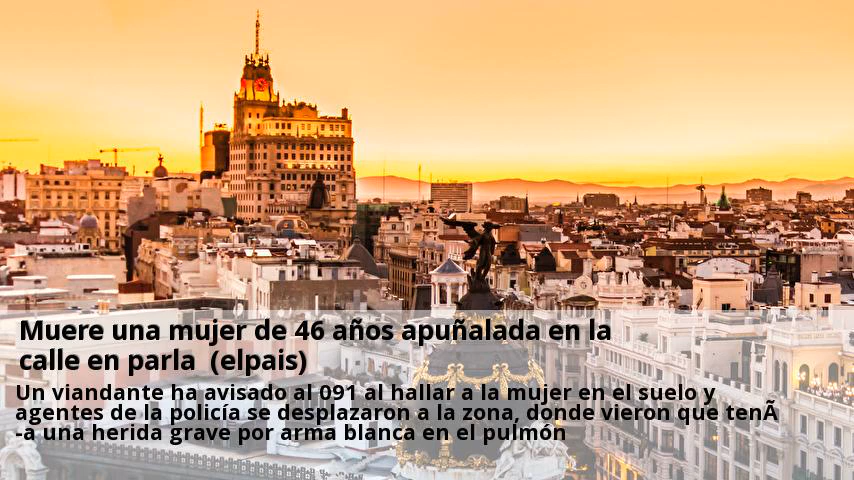 Muere una mujer de 46 años apuñalada en la
calle en parla (elpais)
Un viandante ha avisado al 091 al hallar a la mujer en el suelo y
agentes de la policía se desplazaron a la zona, donde vieron que tenÃ
-a una herida grave por arma blanca en el pulmón